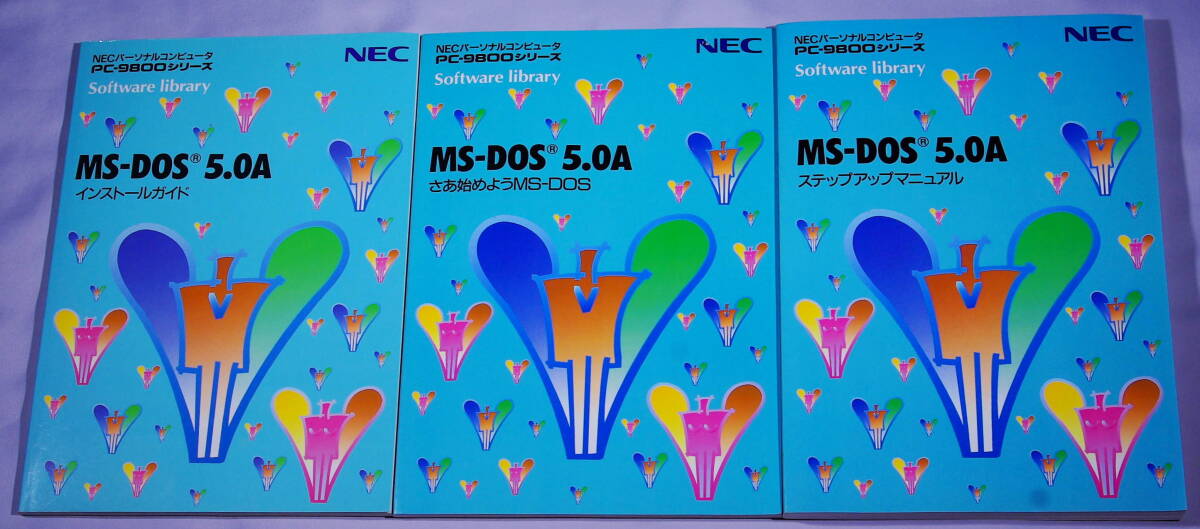 NECパーソナルコンピュータ
PC-9800シリーズ
NEC
Software library
MS-DOS® 5.0A
インストールガイド
NECパーソナルコンピュータ
PC-9800シリーズ
NEC
Software library
MS-DOS® 5.0A
さあ始めようMS-DOS
NECパーソナルコンピュータ
PC-9800シリーズ
NEC
Software library
MS-DOS® 5.0A
ステップアップマニュアル